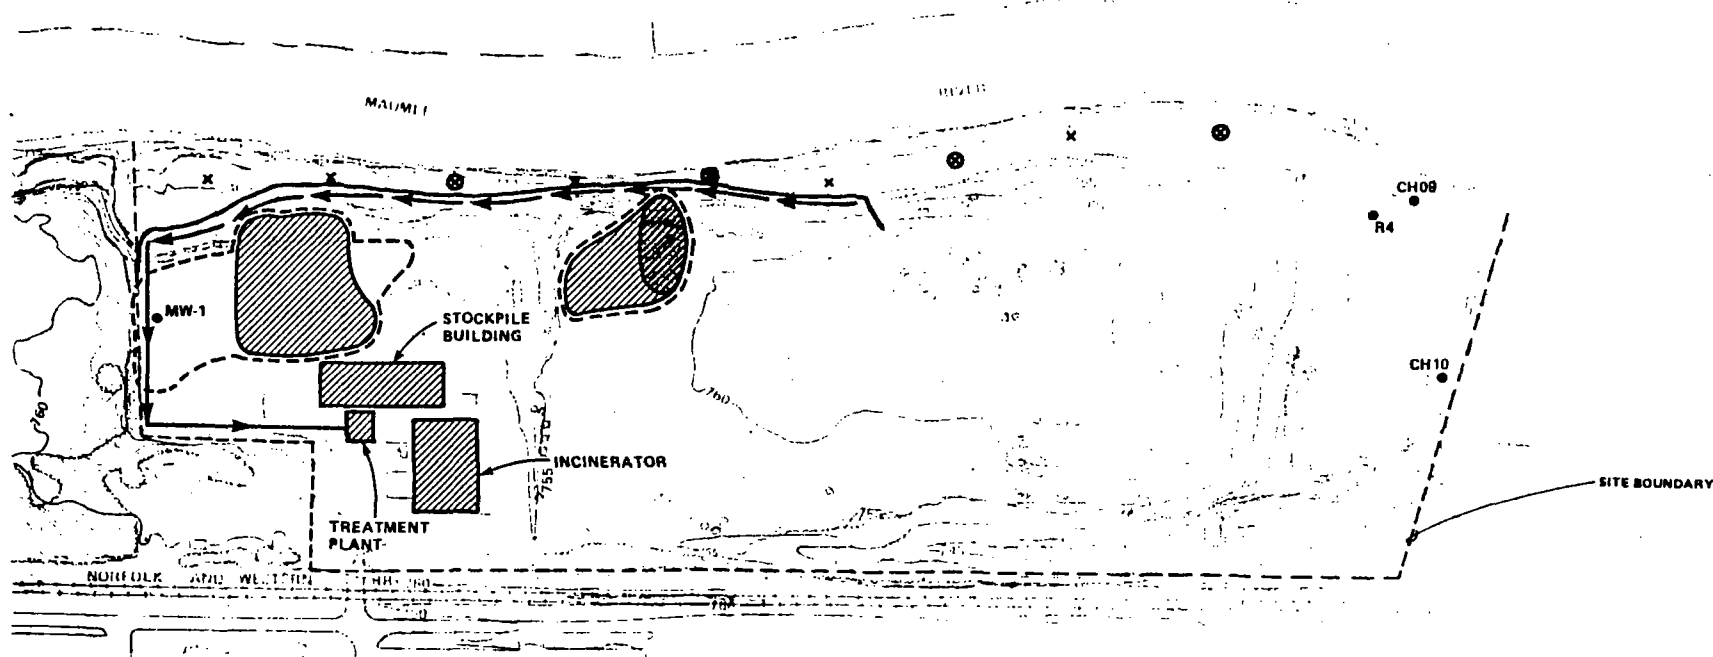 RIVER
CH09
R4
MW-1
STOCKPILE
BUILDING
CH10
760
760
INCINERATOR
755
SITE BOUNDARY
TREATMENT
PLANT
NORFOLK AND WESTERN